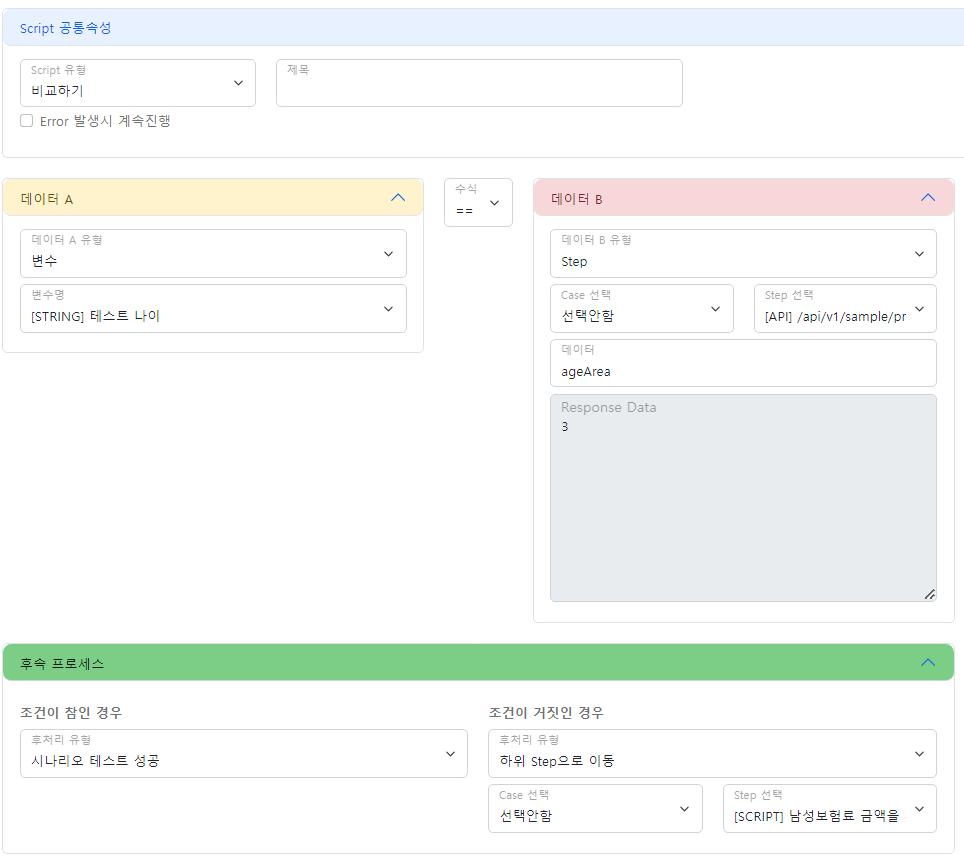 Script 공통속성
Script 유형
비교하기
제목
Error 발생시 계속진행
데이터 A
데이터 A 유형
변수
변수명
[STRING] 테스트 나이
수식
==
데이터 B
데이터 B 유형
Step
Case 선택
선택안함
Step 선택
[API] /api/v1/sample/pr
데이터
ageArea
Response Data
3
후속 프로세스
조건이 참인 경우
후처리 유형
시나리오 테스트 성공
조건이 거짓인 경우
후처리 유형
하위 Step으로 이동
Case 선택
선택안함
Step 선택
[SCRIPT] 남성보험료 금액을